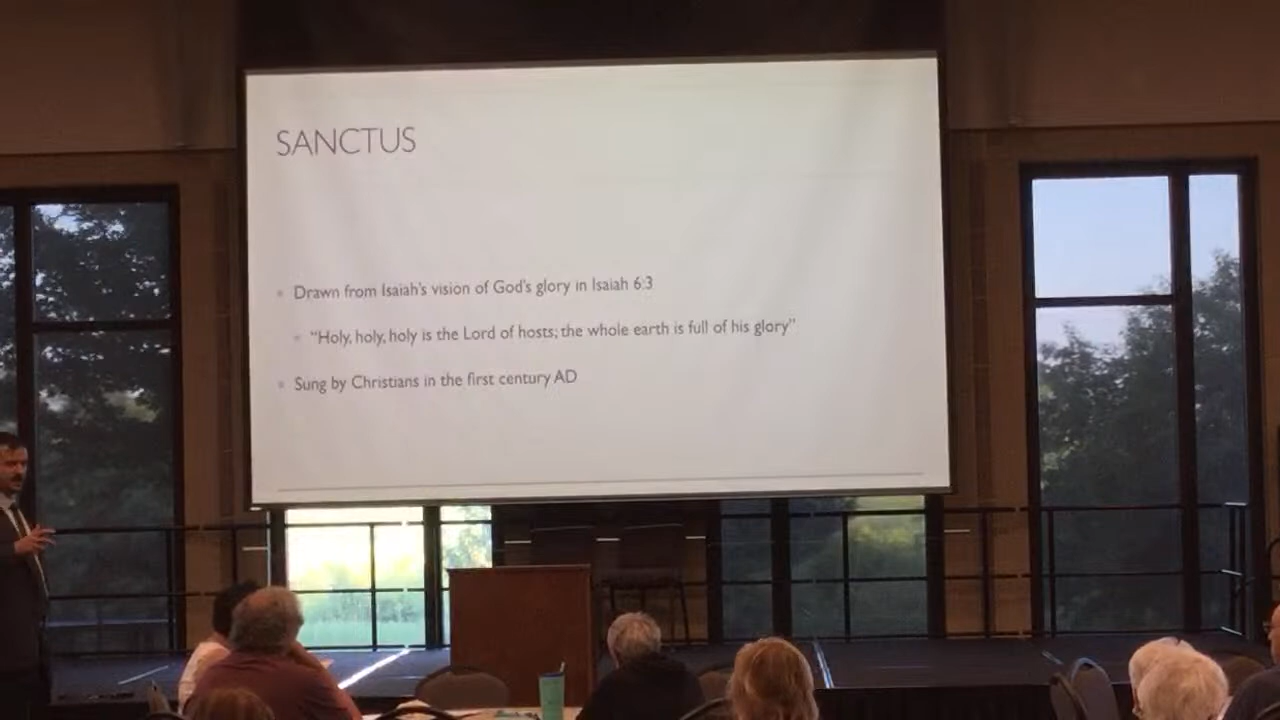 SANCTUS
Drawn from Isaiah's vision of God's glory in Isaiah 6:3
"Holy, holy, holy is the Lord of hosts; the whole earth is full of his glory"
Sung by Christians in the first century AD